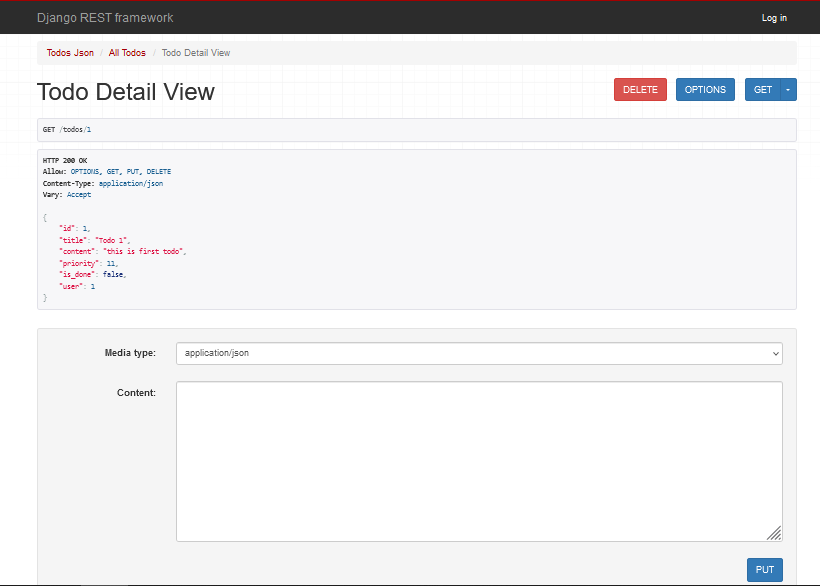 Django REST framework
Log in
Todos Json / All Todos / Todo Detail View
Todo Detail View
DELETE
OPTIONS
GET
GET /todos/1
HTTP 200 OK
Allow: OPTIONS, GET, PUT, DELETE
Content-Type: application/json
Vary: Accept
{
"id": 1,
"title": "Todo 1",
"content": "this is first todo",
"priority": 11,
"is_done": false,
"user": 1
}
Media type:
application/json
Content:
PUT